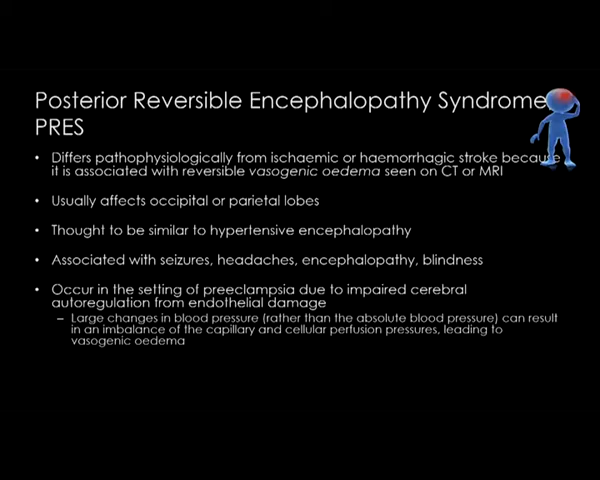 Posterior Reversible Encephalopathy Syndrome
PRES
• Differs pathophysiologically from ischaemic or haemorrhagic stroke because
it is associated with reversible vasogenic oedema seen on CT or MRI
• Usually affects occipital or parietal lobes
• Thought to be similar to hypertensive encephalopathy
• Associated with seizures, headaches, encephalopathy, blindness
• Occur in the setting of preeclampsia due to impaired cerebral
autoregulation from endothelial damage
– Large changes in blood pressure (rather than the absolute blood pressure) can result
in an imbalance of the capillary and cellular perfusion pressures, leading to
vasogenic oedema